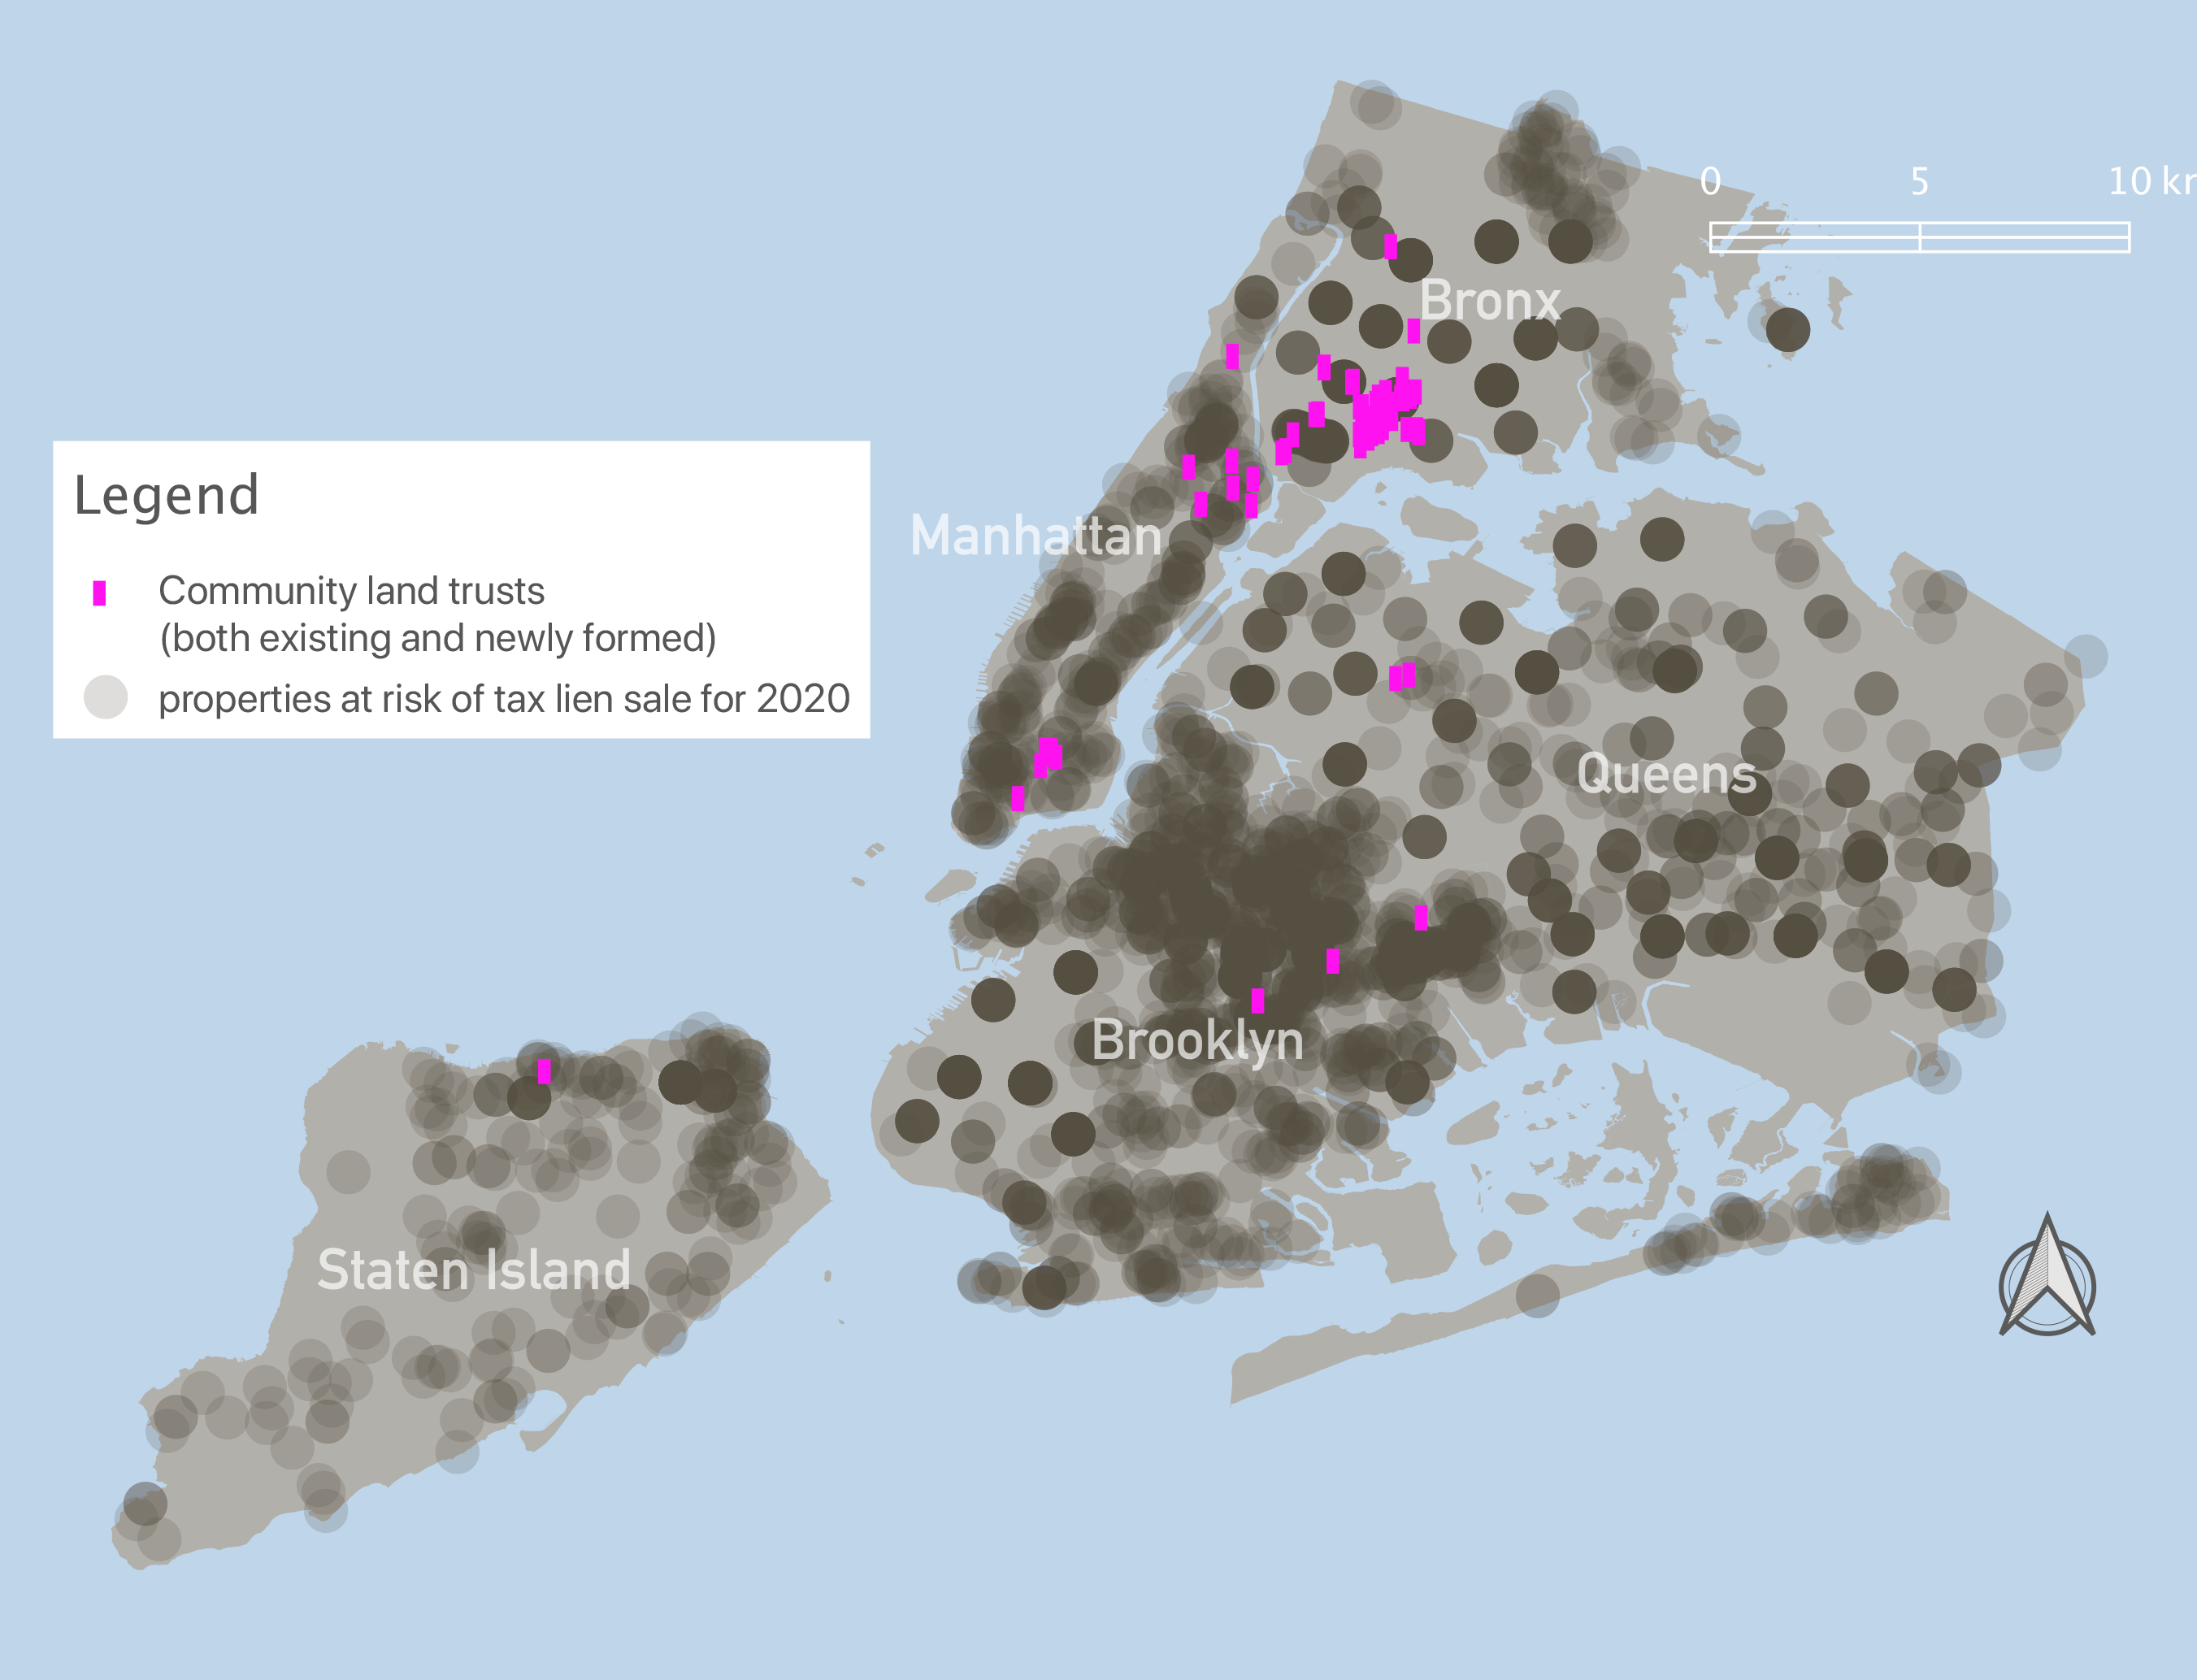 0 5 10 km
Bronx
Legend
Manhattan
Community land trusts
(both existing and newly formed)
properties at risk of tax lien sale for 2020
Queens
Brooklyn
Staten Island